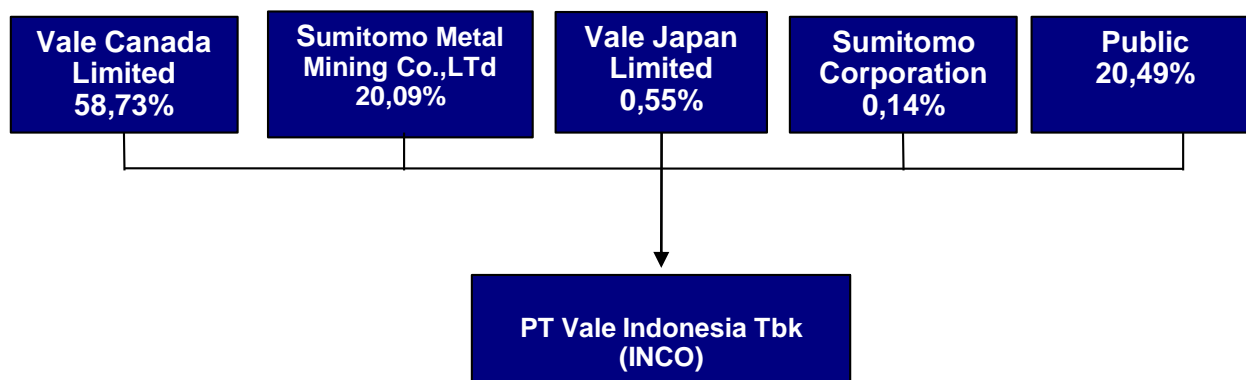 Vale Canada
Limited
58,73%
Sumitomo Metal
Mining Co.,LTd
20,09%
Vale Japan
Limited
0,55%
Sumitomo
Corporation
0,14%
Public
20,49%
PT Vale Indonesia Tbk
(INCO)